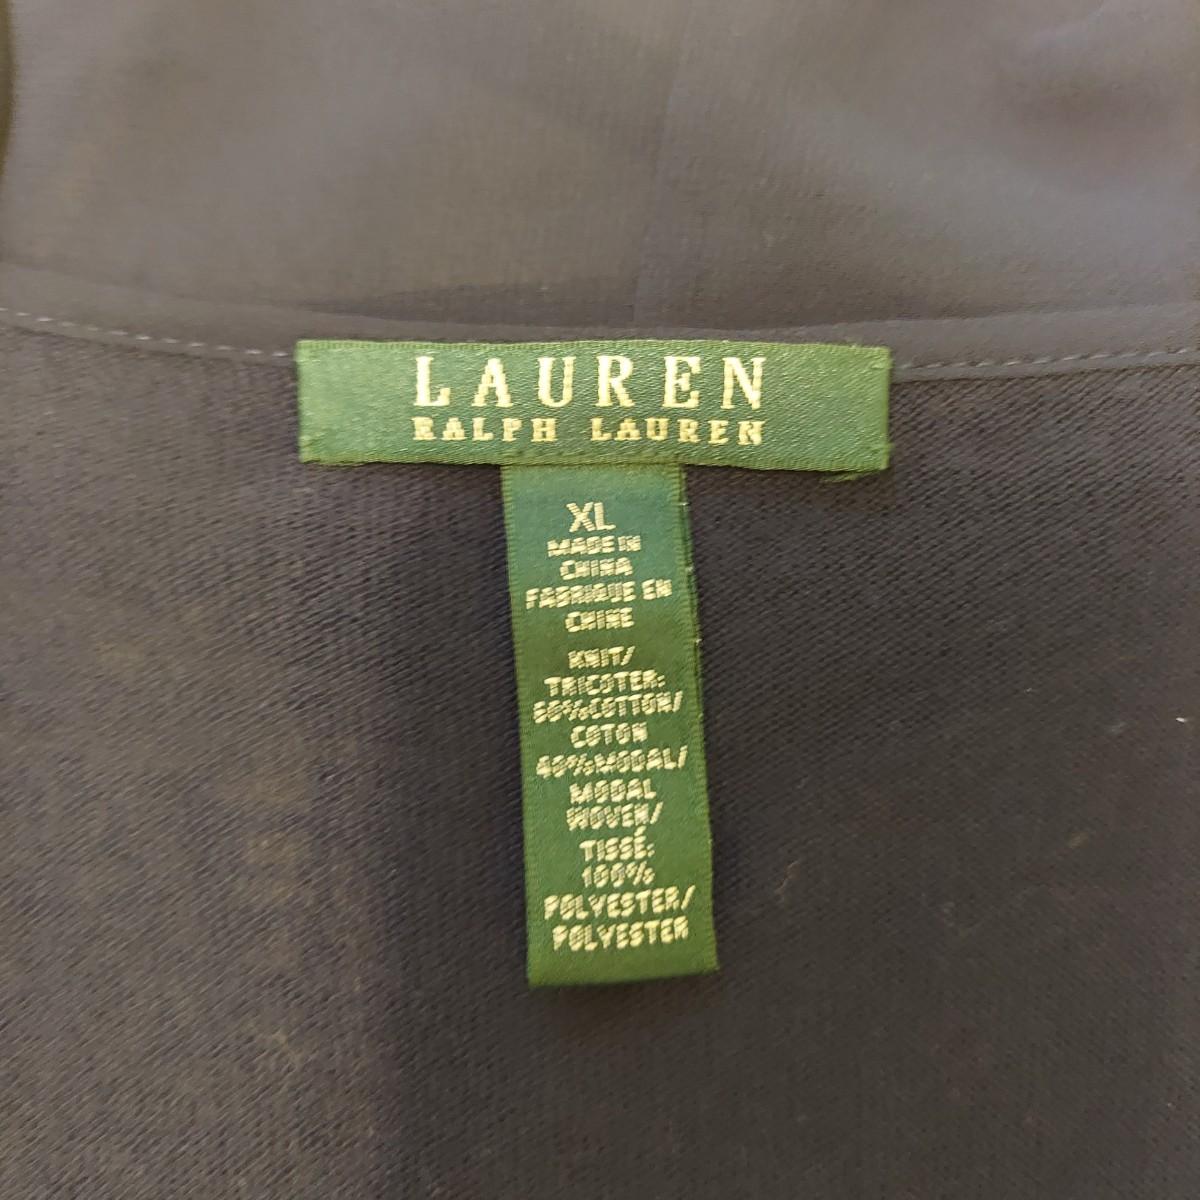 LAUREN
RALPH LAUREN
XL
MADE IN
CHINA
FABRIQUE EN
CHINE
KNIT/
TRICOTER:
60%COTTON/
COTON
40%MODAL/
MODAL
WOVEN/
TISSÉ:
100%
POLYESTER/
POLYESTER